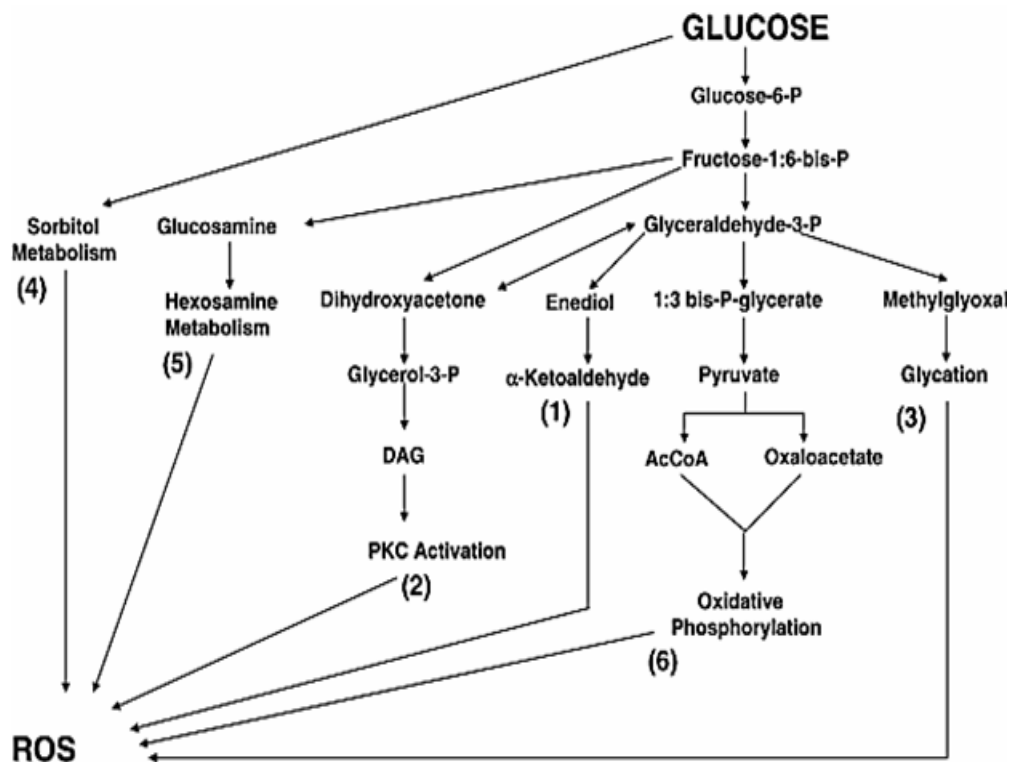 GLUCOSE
Glucose-6-P
Fructose-1:6-bis-P
Sorbitol
Metabolism
(4)
Glucosamine
Glyceraldehyde-3-P
Hexosamine
Metabolism
(5)
Dihydroxyacetone
Enediol
1:3 bis-P-glycerate
Methylglyoxal
Glycerol-3-P
α-Ketoaldehyde
(1)
Pyruvate
Glycation
(3)
DAG
AcCoA
Oxaloacetate
PKC Activation
(2)
Oxidative
Phosphorylation
(6)
ROS